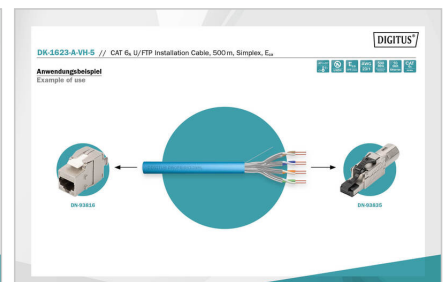 DIGITUS®
DK-1623-A-VH-5 // CAT 6A U/FTP Installation Cable, 500 m, Simplex, Eca
Anwendungsbeispiel
Example of use
DN-93816
DN-93835